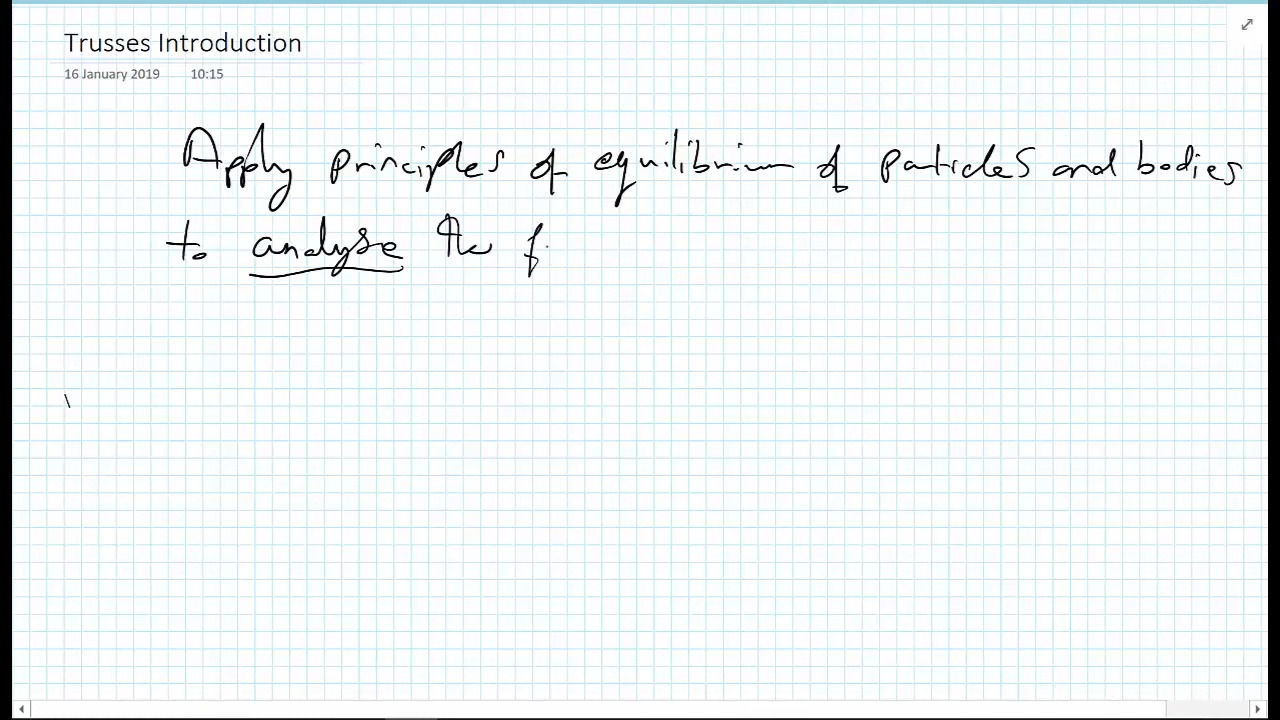 Trusses Introduction
16 January 2019 10:15
Apply principles of equilibrium of particles and bodies
to analyse the f